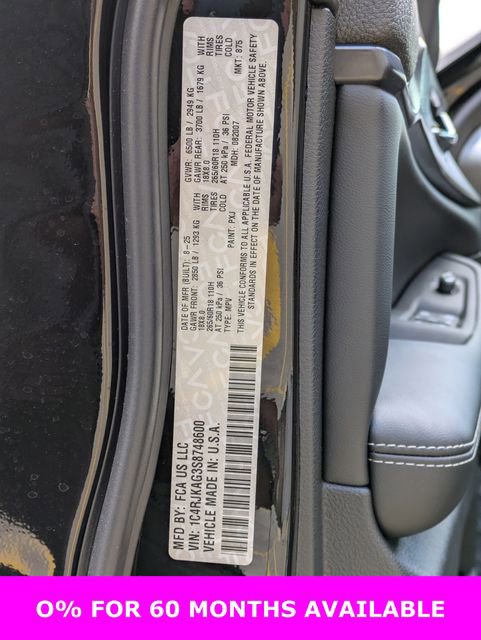 MFD BY: FCA US LLC
VIN: 1C4RJKAG3S8748600
VEHICLE MADE IN: U.S.A.
DATE OF MFR (BUILT): 8-25
GAWR FRONT: 2850 LB / 1293 KG WITH
18X8.0 RIMS
265/60R18 110H TIRES
AT 250 kPa / 36 PSI COLD
TYPE: MPV PAINT: PXJ
GVWR: 6500 LB / 2949 KG
GAWR REAR: 3700 LB / 1679 KG WITH
18X8.0 RIMS
265/60R18 110H TIRES
AT 250 kPa / 36 PSI COLD
MDH: 082007 MKT: 875
VEHICLE CONFORMS TO ALL APPLICABLE U.S.A. FEDERAL MOTOR VEHICLE SAFETY
STANDARDS IN EFFECT ON THE DATE OF MANUFACTURE SHOWN ABOVE.
0% FOR 60 MONTHS AVAILABLE